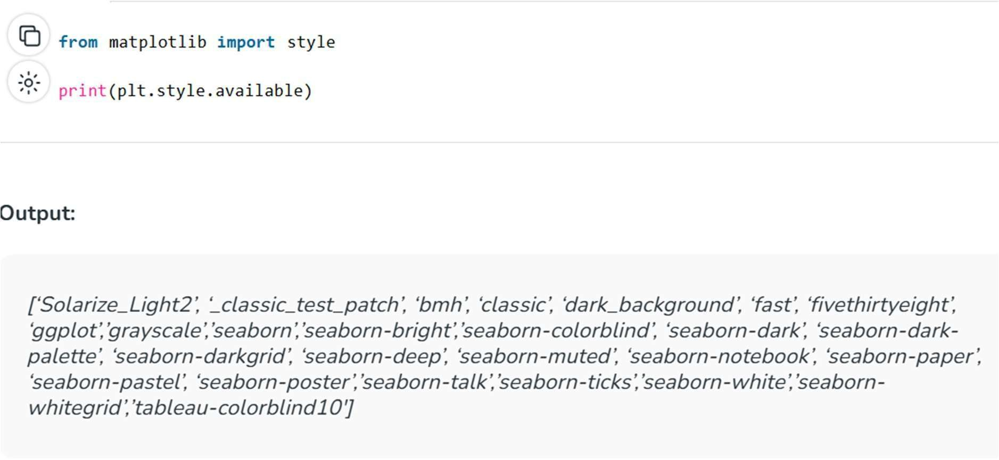 from matplotlib import style
print(plt.style.available)
Output:
[‘Solarize_Light2’, ‘_classic_test_patch’, ‘bmh’, ‘classic’, ‘dark_background’, ‘fast’, ‘fivethirtyeight’,
‘ggplot’,’grayscale’,’seaborn’,’seaborn-bright’,’seaborn-colorblind’, ‘seaborn-dark’, ‘seaborn-dark-
palette’, ‘seaborn-darkgrid’, ‘seaborn-deep’, ‘seaborn-muted’, ‘seaborn-notebook’, ‘seaborn-paper’,
‘seaborn-pastel’, ‘seaborn-poster’,’seaborn-talk’,’seaborn-ticks’,’seaborn-white’,’seaborn-
whitegrid’,’tableau-colorblind10']